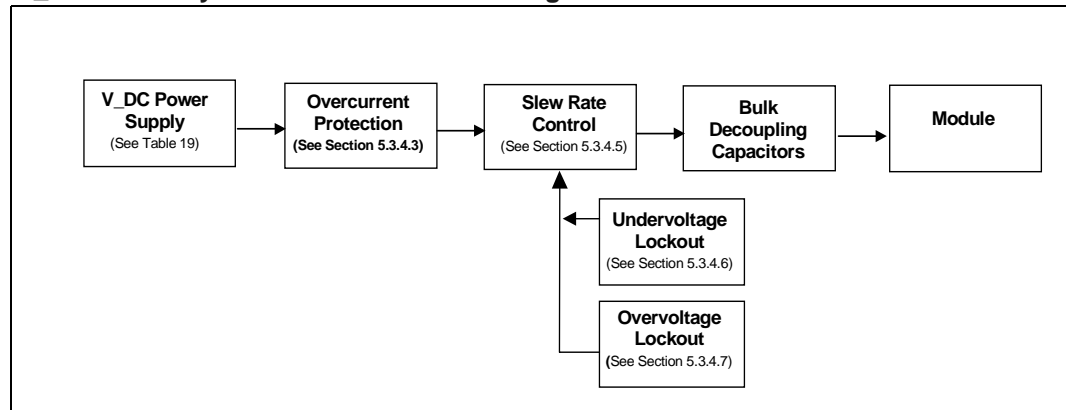 V_DC Power
Supply
(See Table 19)
Overcurrent
Protection
(See Section 5.3.4.3)
Slew Rate
Control
(See Section 5.3.4.5)
Bulk
Decoupling
Capacitors
Module
Undervoltage
Lockout
(See Section 5.3.4.6)
Overvoltage
Lockout
(See Section 5.3.4.7)